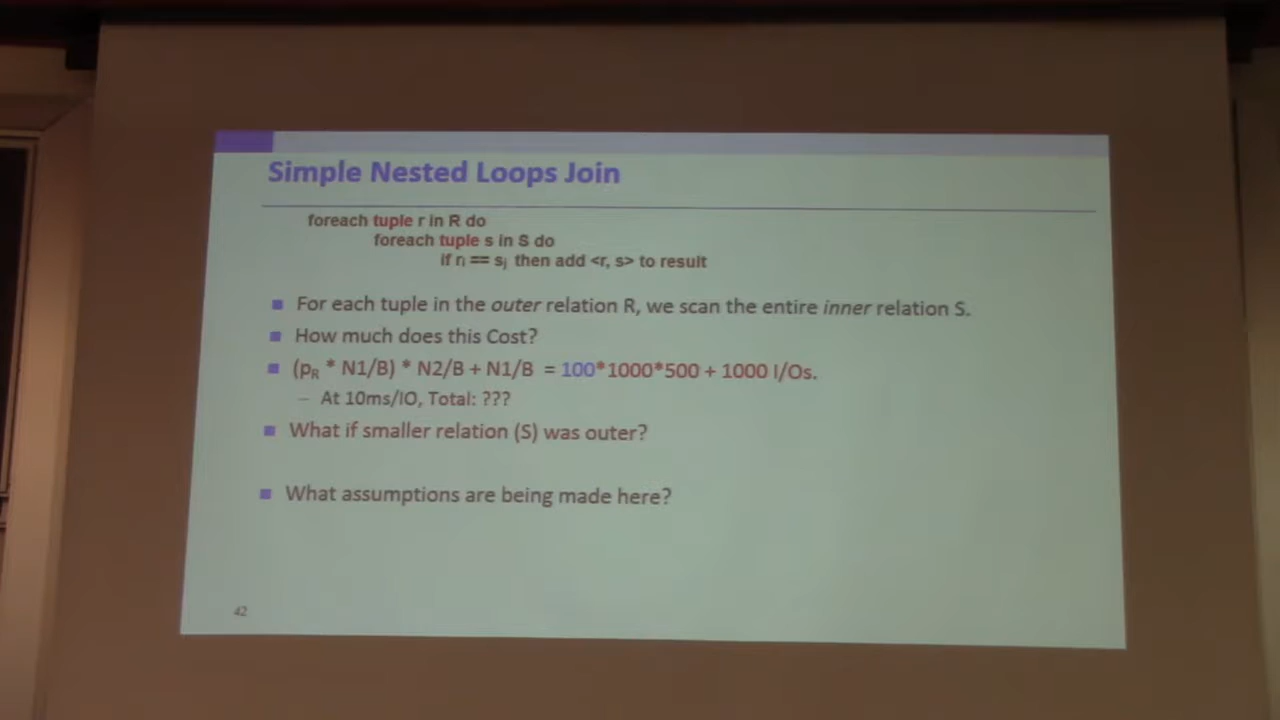 Simple Nested Loops Join
foreach tuple r in R do
foreach tuple s in S do
if ri == sj then add <r, s> to result
For each tuple in the outer relation R, we scan the entire inner relation S.
How much does this Cost?
(pR * N1/B) * N2/B + N1/B = 100*1000*500 + 1000 I/Os.
– At 10ms/IO, Total: ???
What if smaller relation (S) was outer?
What assumptions are being made here?
42